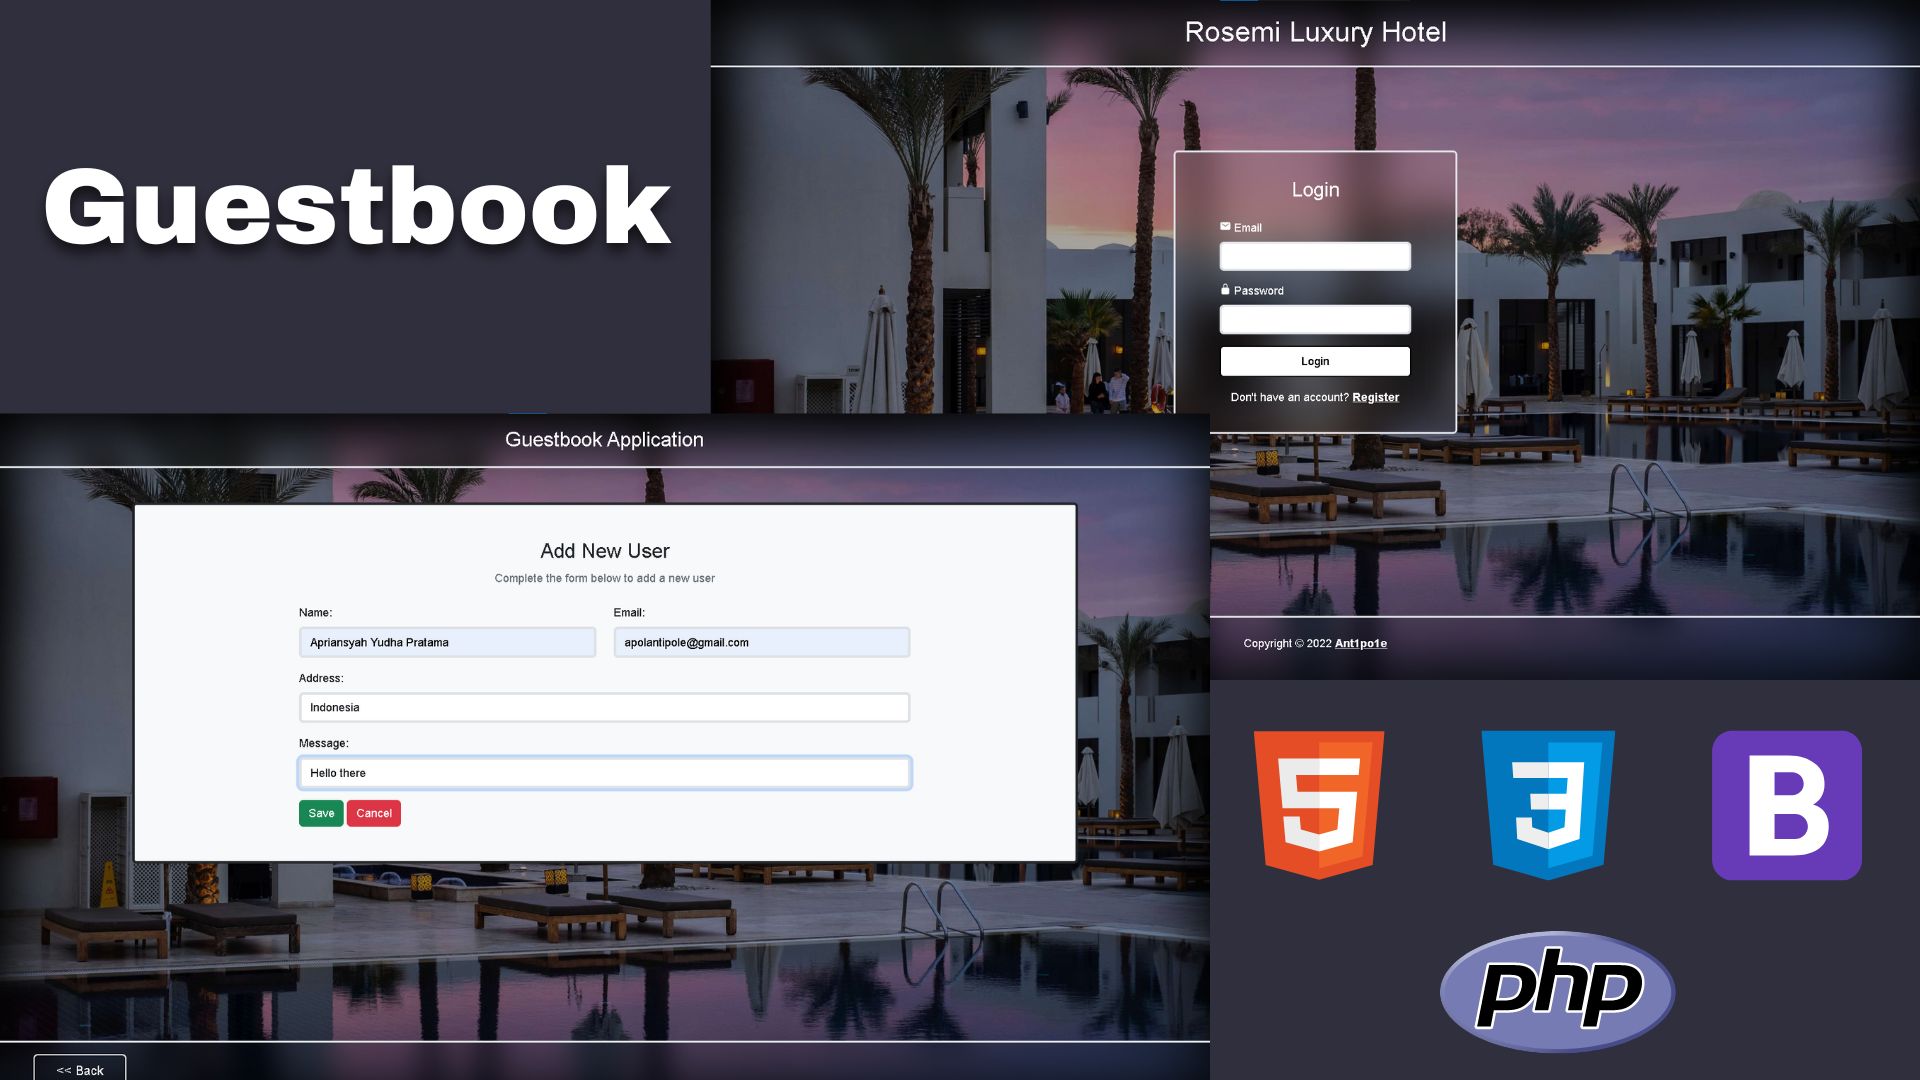 Guestbook
Rosemi Luxury Hotel
Login
Email
Password
Login
Don't have an account? Register
Copyright © 2022 Ant1po1e
Guestbook Application
Add New User
Complete the form below to add a new user
Name:
Email:
Apriansyah Yudha Pratama
apolantipole@gmail.com
Address:
Indonesia
Message:
Hello there
Save
Cancel
<< Back
5
3
B
php